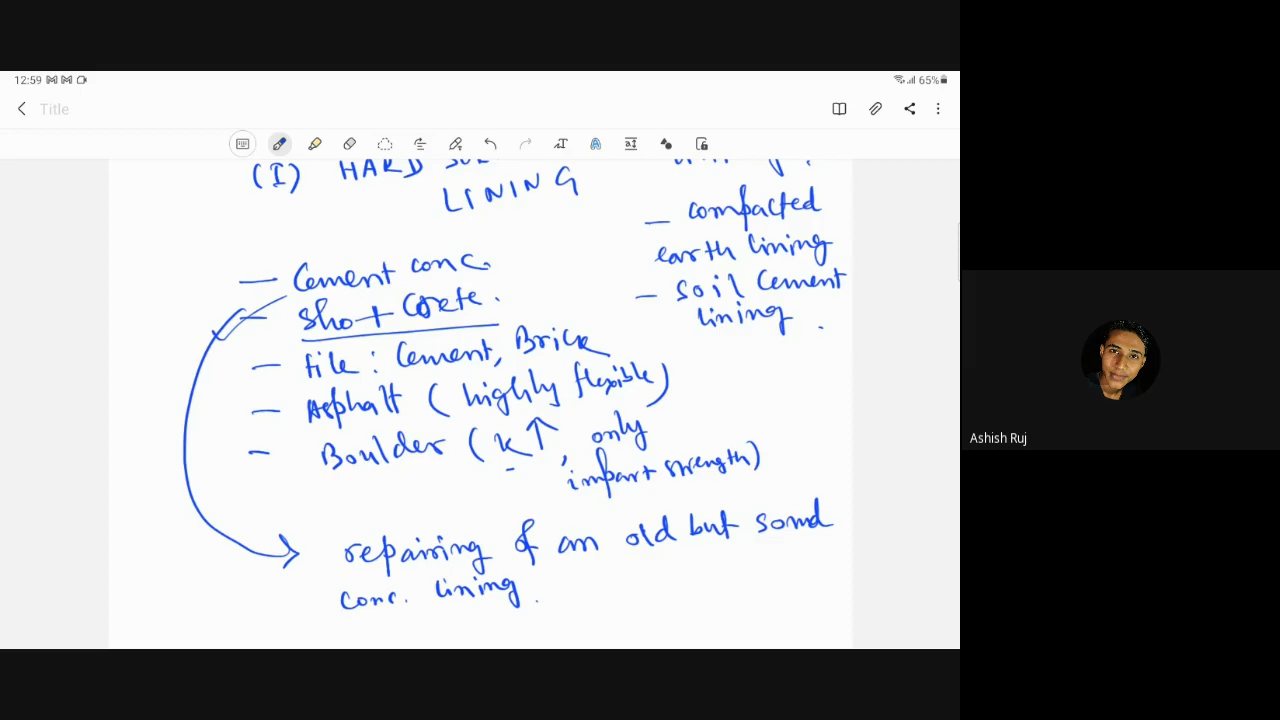 12:59
65%
Title
(I) HARD
LINING
— compacted
earth lining
— soil cement
lining .
— Cement conc.
— Shot Crete .
— tile : Cement, Brick
— Asphalt ( highly flexible )
— Boulder ( k ↑ , only
impart strength )
→ repairing of an old but sound
conc. lining .
Ashish Ruj